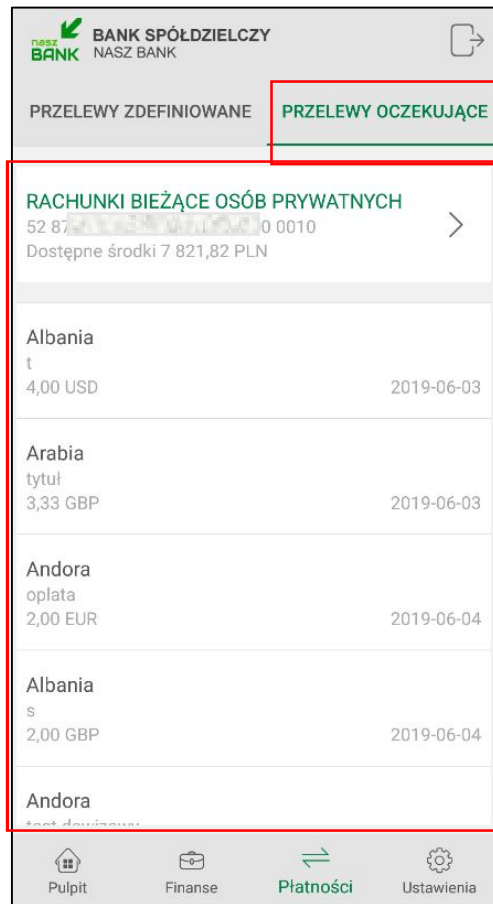 nasz
BANK
BANK SPÓŁDZIELCZY
NASZ BANK
PRZELEWY ZDEFINIOWANE
PRZELEWY OCZEKUJĄCE
RACHUNKI BIEŻĄCE OSÓB PRYWATNYCH
52 87 0 0010
Dostępne środki 7 821,82 PLN
Albania
t
4,00 USD 2019-06-03
Arabia
tytuł
3,33 GBP 2019-06-03
Andora
oplata
2,00 EUR 2019-06-04
Albania
s
2,00 GBP 2019-06-04
Andora
Pulpit Finanse Płatności Ustawienia